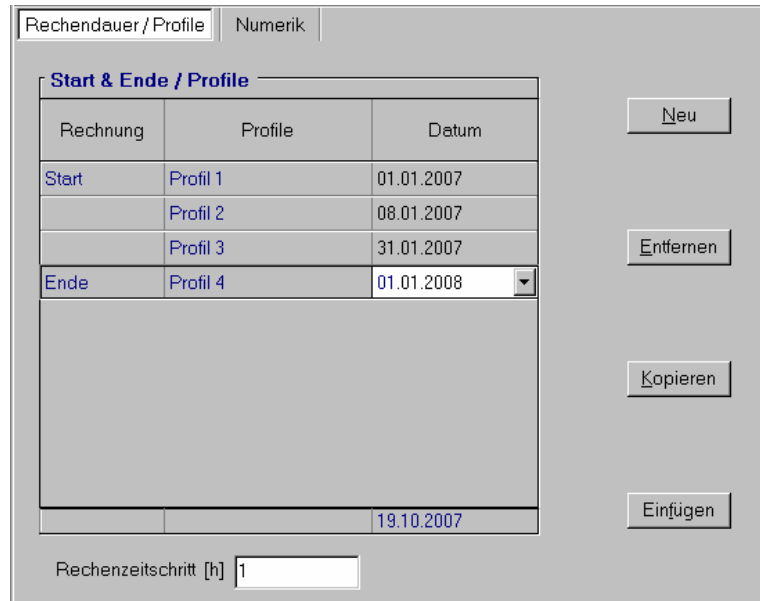 Rechendauer / Profile Numerik
Start & Ende / Profile
Rechnung Profile Datum
Neu
Start Profil 1 01.01.2007
Profil 2 08.01.2007
Profil 3 31.01.2007
Entfernen
Ende Profil 4 01.01.2008
Kopieren
Einfügen
19.10.2007
Rechenzeitschritt [h] 1